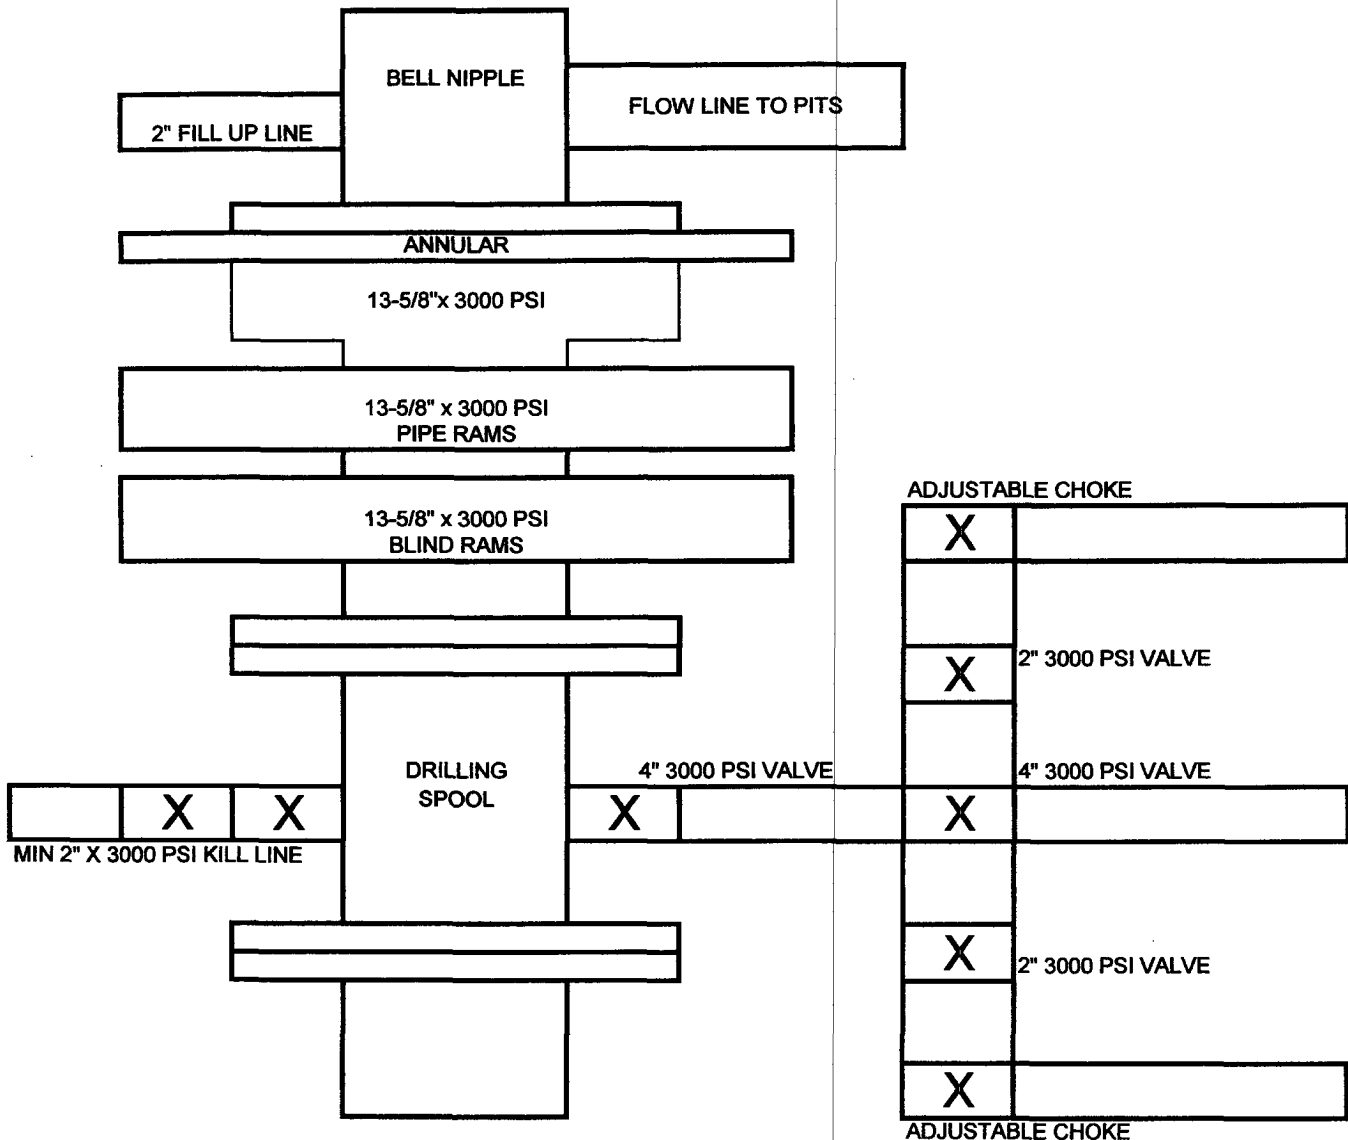 BELL NIPPLE
FLOW LINE TO PITS
2" FILL UP LINE
ANNULAR
13-5/8"x 3000 PSI
13-5/8" x 3000 PSI
PIPE RAMS
13-5/8" x 3000 PSI
BLIND RAMS
ADJUSTABLE CHOKE
X
2" 3000 PSI VALVE
X
DRILLING
SPOOL
4" 3000 PSI VALVE
4" 3000 PSI VALVE
X X X X
MIN 2" X 3000 PSI KILL LINE
X
2" 3000 PSI VALVE
X
ADJUSTABLE CHOKE